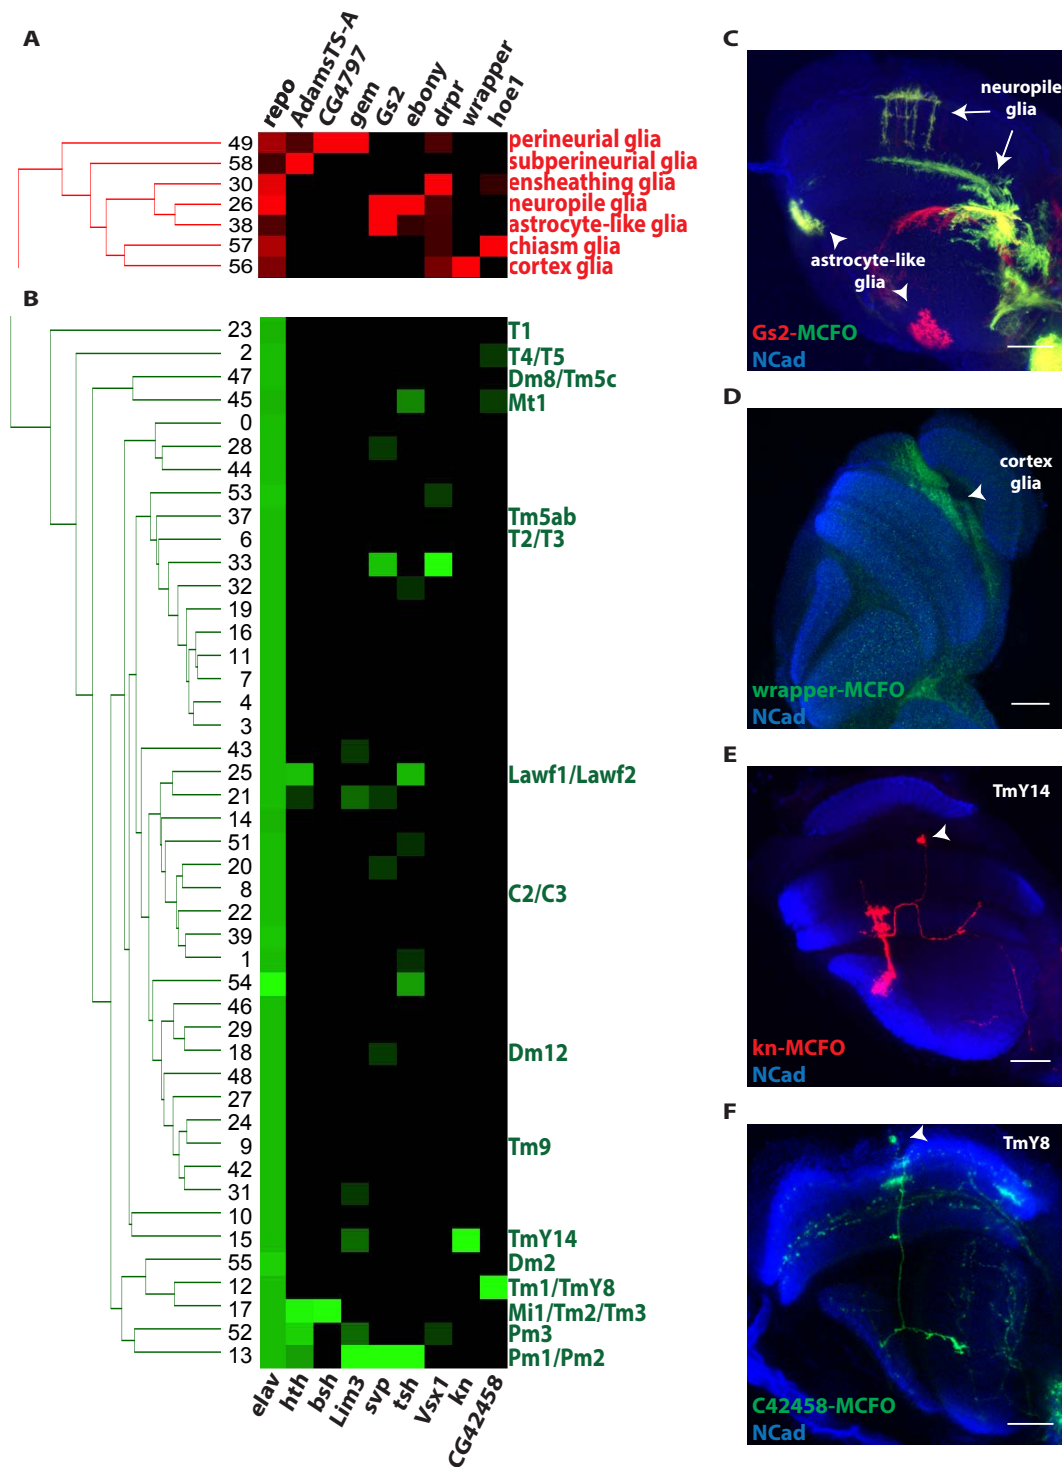 A
repo
AdamsTS-A
CG4797
gem
Gs2
ebony
drpr
wrapper
hoe1
49 perineurial glia
58 subperineurial glia
30 ensheathing glia
26 neuropile glia
38 astrocyte-like glia
57 chiasm glia
56 cortex glia
B
23 T1
2 T4/T5
47 Dm8/Tm5c
45 Mt1
0
28
44
53
37 Tm5ab
6 T2/T3
33
32
19
16
11
7
4
3
43
25 Lawf1/Lawf2
21
14
51
20
8 C2/C3
22
39
1
54
46
29
18 Dm12
48
27
24
9 Tm9
42
31
10
15 TmY14
55 Dm2
12 Tm1/TmY8
17 Mi1/Tm2/Tm3
52 Pm3
13 Pm1/Pm2
elav
hth
bsh
Lim3
svp
tsh
Vsx1
kn
CG42458
C
neuropile
glia
astrocyte-like
glia
Gs2-MCFO
NCad
D
cortex
glia
wrapper-MCFO
NCad
E
TmY14
kn-MCFO
NCad
F
TmY8
C42458-MCFO
NCad